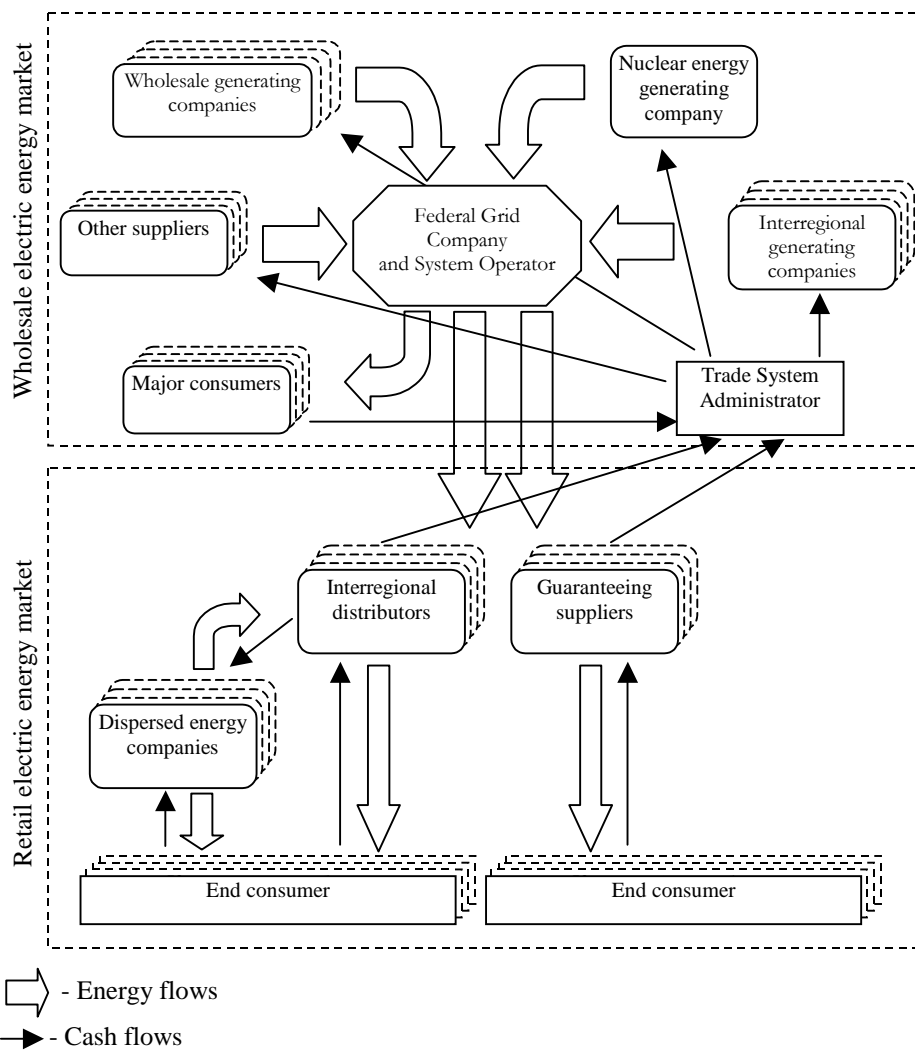 Wholesale electric energy market
Wholesale generating
companies
Nuclear energy
generating
company
Other suppliers
Federal Grid
Company
and System Operator
Interregional
generating
companies
Major consumers
Trade System
Administrator
Retail electric energy market
Interregional
distributors
Guaranteeing
suppliers
Dispersed energy
companies
End consumer
End consumer
- Energy flows
- Cash flows